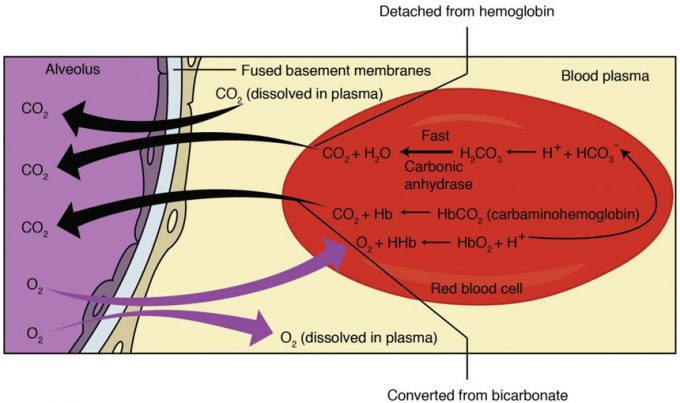 Detached from hemoglobin
Alveolus
Fused basement membranes
Blood plasma
CO₂ (dissolved in plasma)
CO₂
Fast
CO₂ + H₂O ← H₂CO₃ ← H⁺ + HCO₃⁻
Carbonic
anhydrase
CO₂
CO₂ + Hb ← HbCO₂ (carbaminohemoglobin)
CO₂
O₂ + HHb ← HbO₂ + H⁺
O₂
Red blood cell
O₂
O₂ (dissolved in plasma)
Converted from bicarbonate